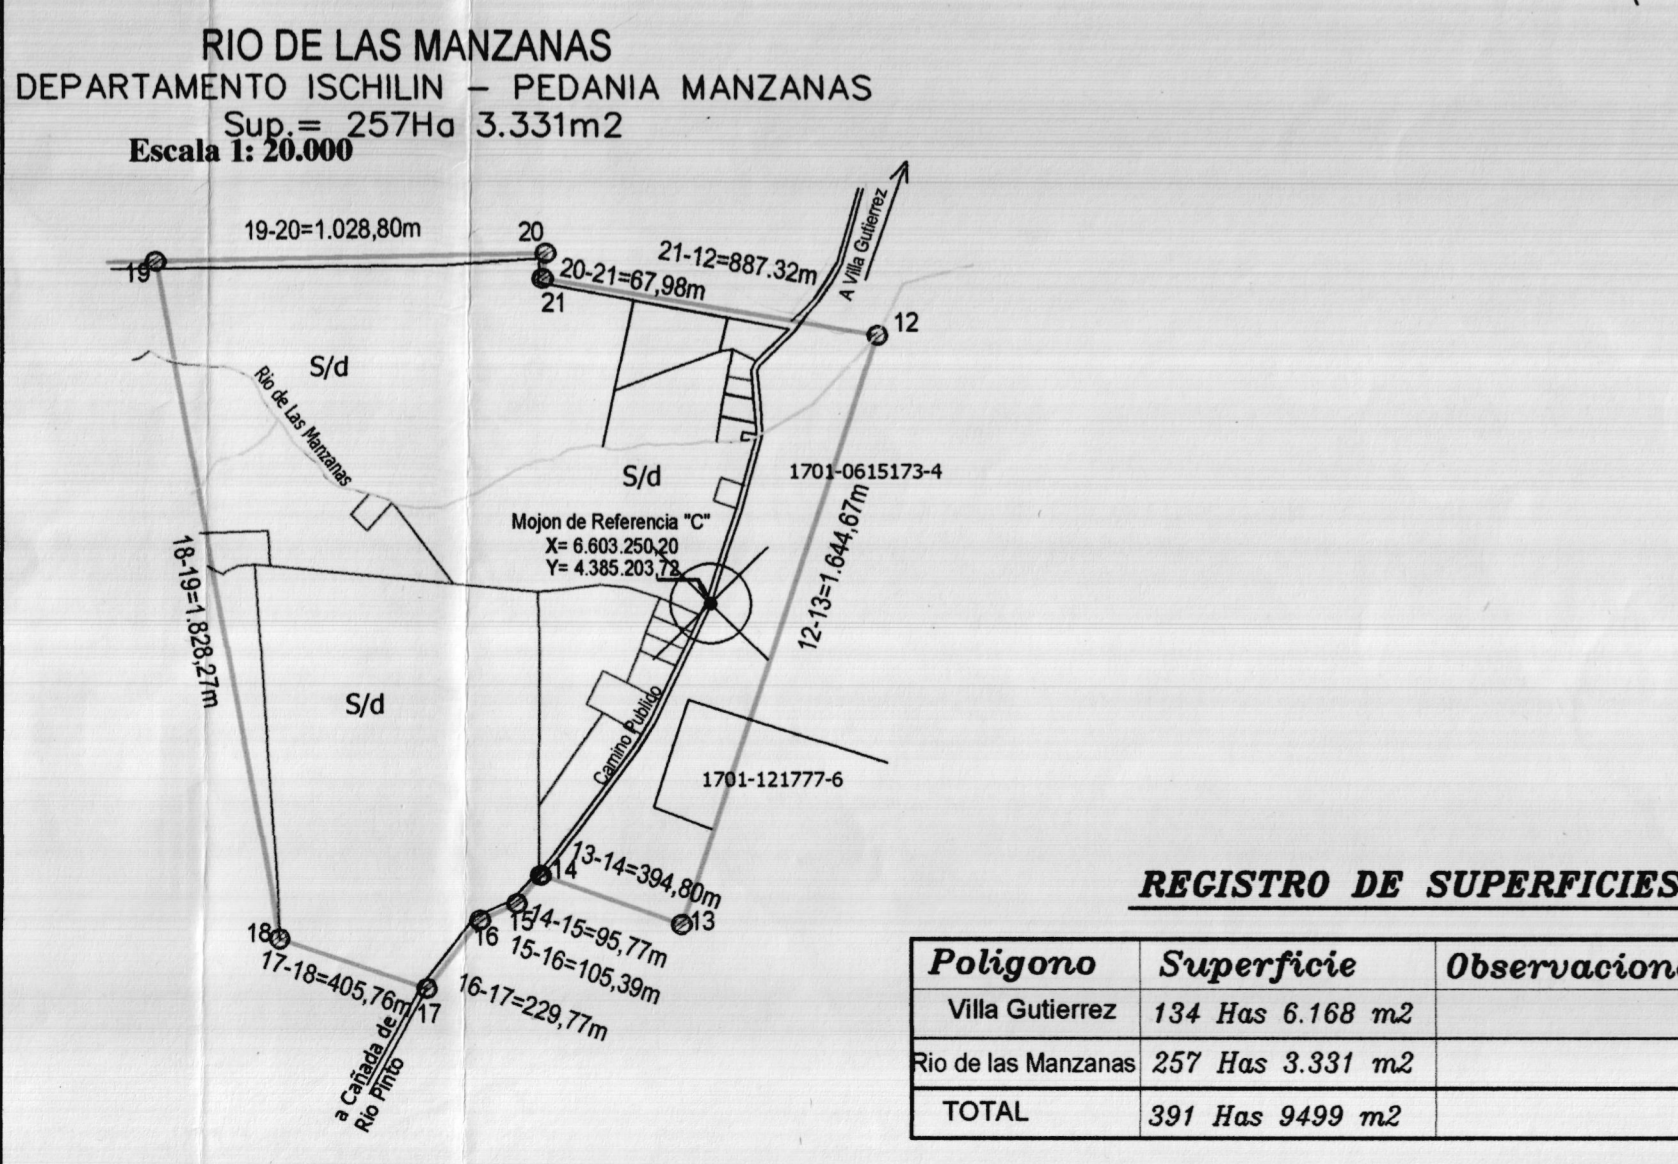 RIO DE LAS MANZANAS
DEPARTAMENTO ISCHILIN – PEDANIA MANZANAS
Sup.= 257Ha 3.331m2
Escala 1: 20.000
19-20=1.028,80m
20
21-12=887.32m
A Villa Gutierrez
19
20-21=67,98m
21
12
S/d
Rio de Las Manzanas
S/d
1701-0615173-4
Mojon de Referencia "C"
X= 6.603.250,20
Y= 4.385.203,72
18-19=1.828,27m
12-13=1.644,67m
S/d
Camino Publico
1701-121777-6
14
13-14=394,80m
13
15
14-15=95,77m
16
15-16=105,39m
18
17-18=405,76m
17
16-17=229,77m
a Cañada de
Rio Pinto
REGISTRO DE SUPERFICIES
Poligono Superficie Observacion
Villa Gutierrez 134 Has 6.168 m2
Rio de las Manzanas 257 Has 3.331 m2
TOTAL 391 Has 9499 m2